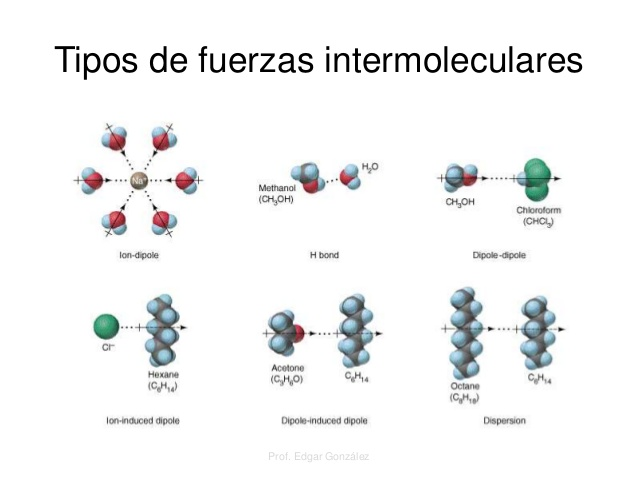 Tipos de fuerzas intermoleculares
Na⁺
Methanol
(CH₃OH)
H₂O
CH₃OH
Chloroform
(CHCl₃)
Ion-dipole
H bond
Dipole-dipole
Cl⁻
Hexane
(C₆H₁₄)
Acetone
(C₃H₆O)
C₆H₁₄
Octane
(C₈H₁₈)
C₆H₁₄
Ion-induced dipole
Dipole-induced dipole
Dispersion
Prof. Edgar González